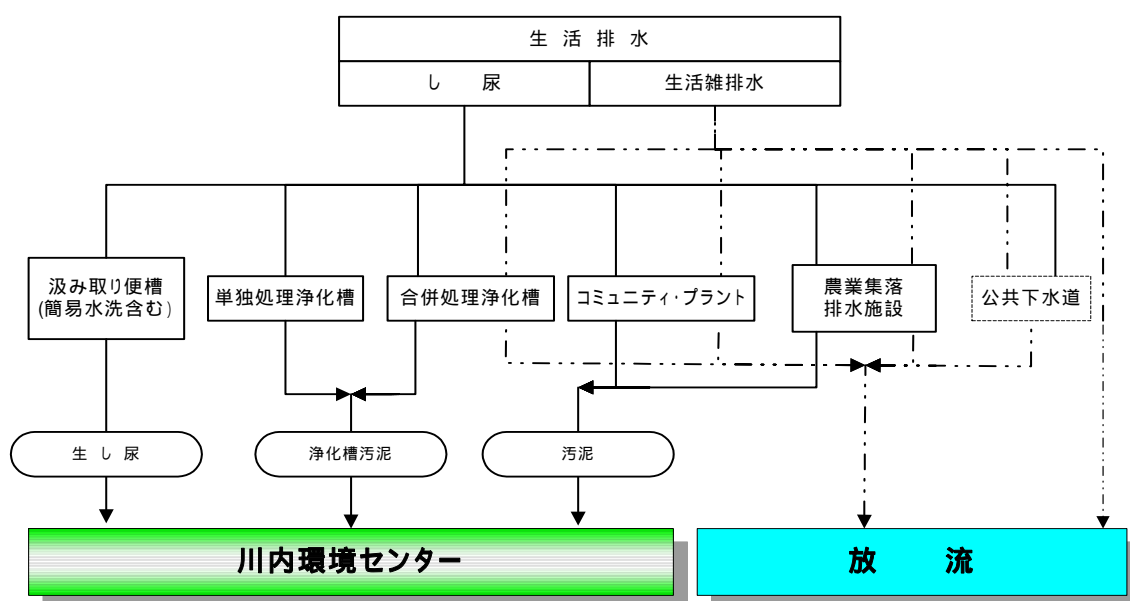 生 活 排 水
し 尿
生活雑排水
汲み取り便槽
(簡易水洗含む)
単独処理浄化槽
合併処理浄化槽
コミュニティ・プラント
農業集落
排水施設
公共下水道
生 し 尿
浄化槽汚泥
汚泥
川内環境センター
放 流